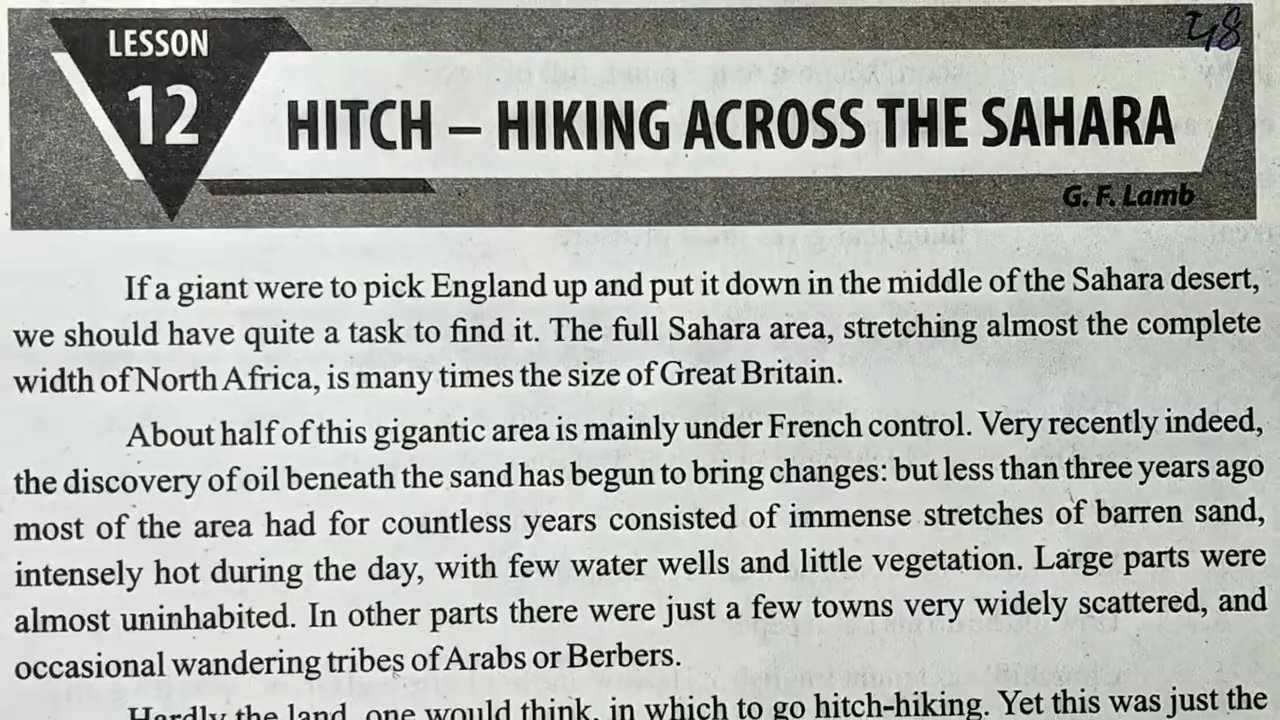 LESSON
12
48
HITCH – HIKING ACROSS THE SAHARA
G. F. Lamb
If a giant were to pick England up and put it down in the middle of the Sahara desert,
we should have quite a task to find it. The full Sahara area, stretching almost the complete
width of North Africa, is many times the size of Great Britain.
About half of this gigantic area is mainly under French control. Very recently indeed,
the discovery of oil beneath the sand has begun to bring changes: but less than three years ago
most of the area had for countless years consisted of immense stretches of barren sand,
intensely hot during the day, with few water wells and little vegetation. Large parts were
almost uninhabited. In other parts there were just a few towns very widely scattered, and
occasional wandering tribes of Arabs or Berbers.
Hardly the land, one would think, in which to go hitch-hiking. Yet this was just the